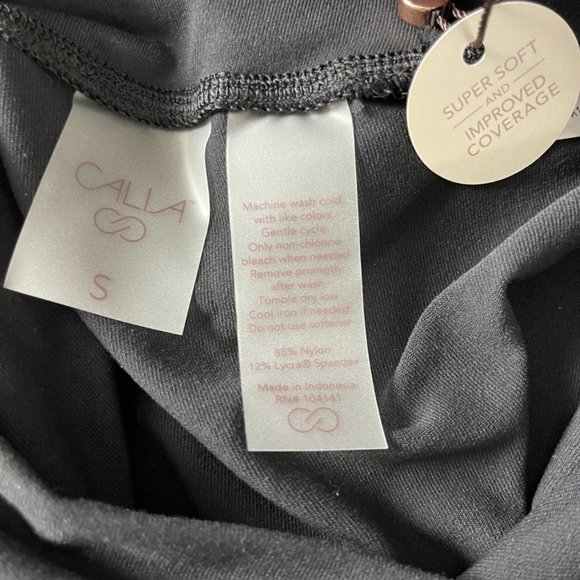 CALIA™
S
Machine wash cold
with like colors
Gentle cycle
Only non-chlorine
bleach when needed
Remove promptly
after wash
Tumble dry low
Cool iron if needed
Do not use softener
88% Nylon
12% Lycra® Spandex
Made in Indonesia
RN# 104141
SUPER SOFT
AND
IMPROVED
COVERAGE